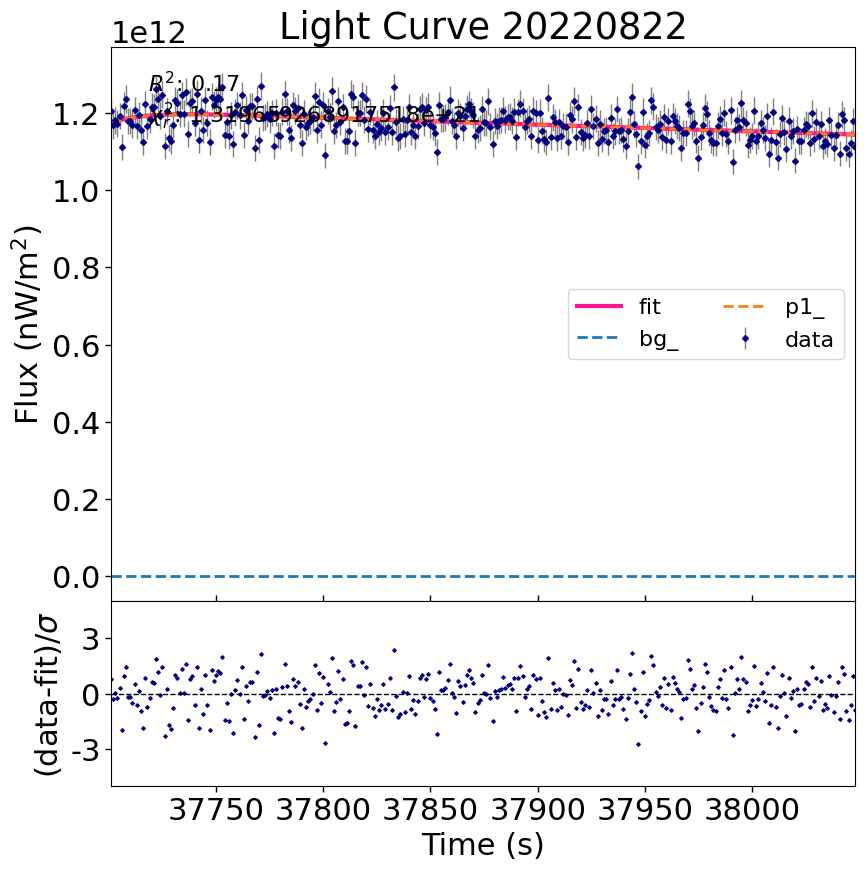 Light Curve 20220822
1e12
R²: 0.17
1.2
1.0
0.8
0.6
0.4
0.2
0.0
Flux (nW/m²)
fit
bg_
p1_
data
3
0
-3
(data-fit)/σ
37750 37800 37850 37900 37950 38000
Time (s)